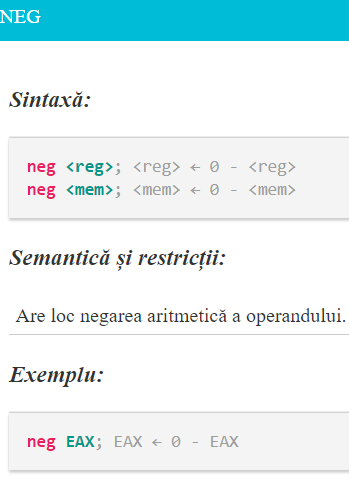 NEG
Sintaxă:
neg <reg>; <reg> ← 0 - <reg>
neg <mem>; <mem> ← 0 - <mem>
Semantică și restricții:
Are loc negarea aritmetică a operandului.
Exemplu:
neg EAX; EAX ← 0 - EAX